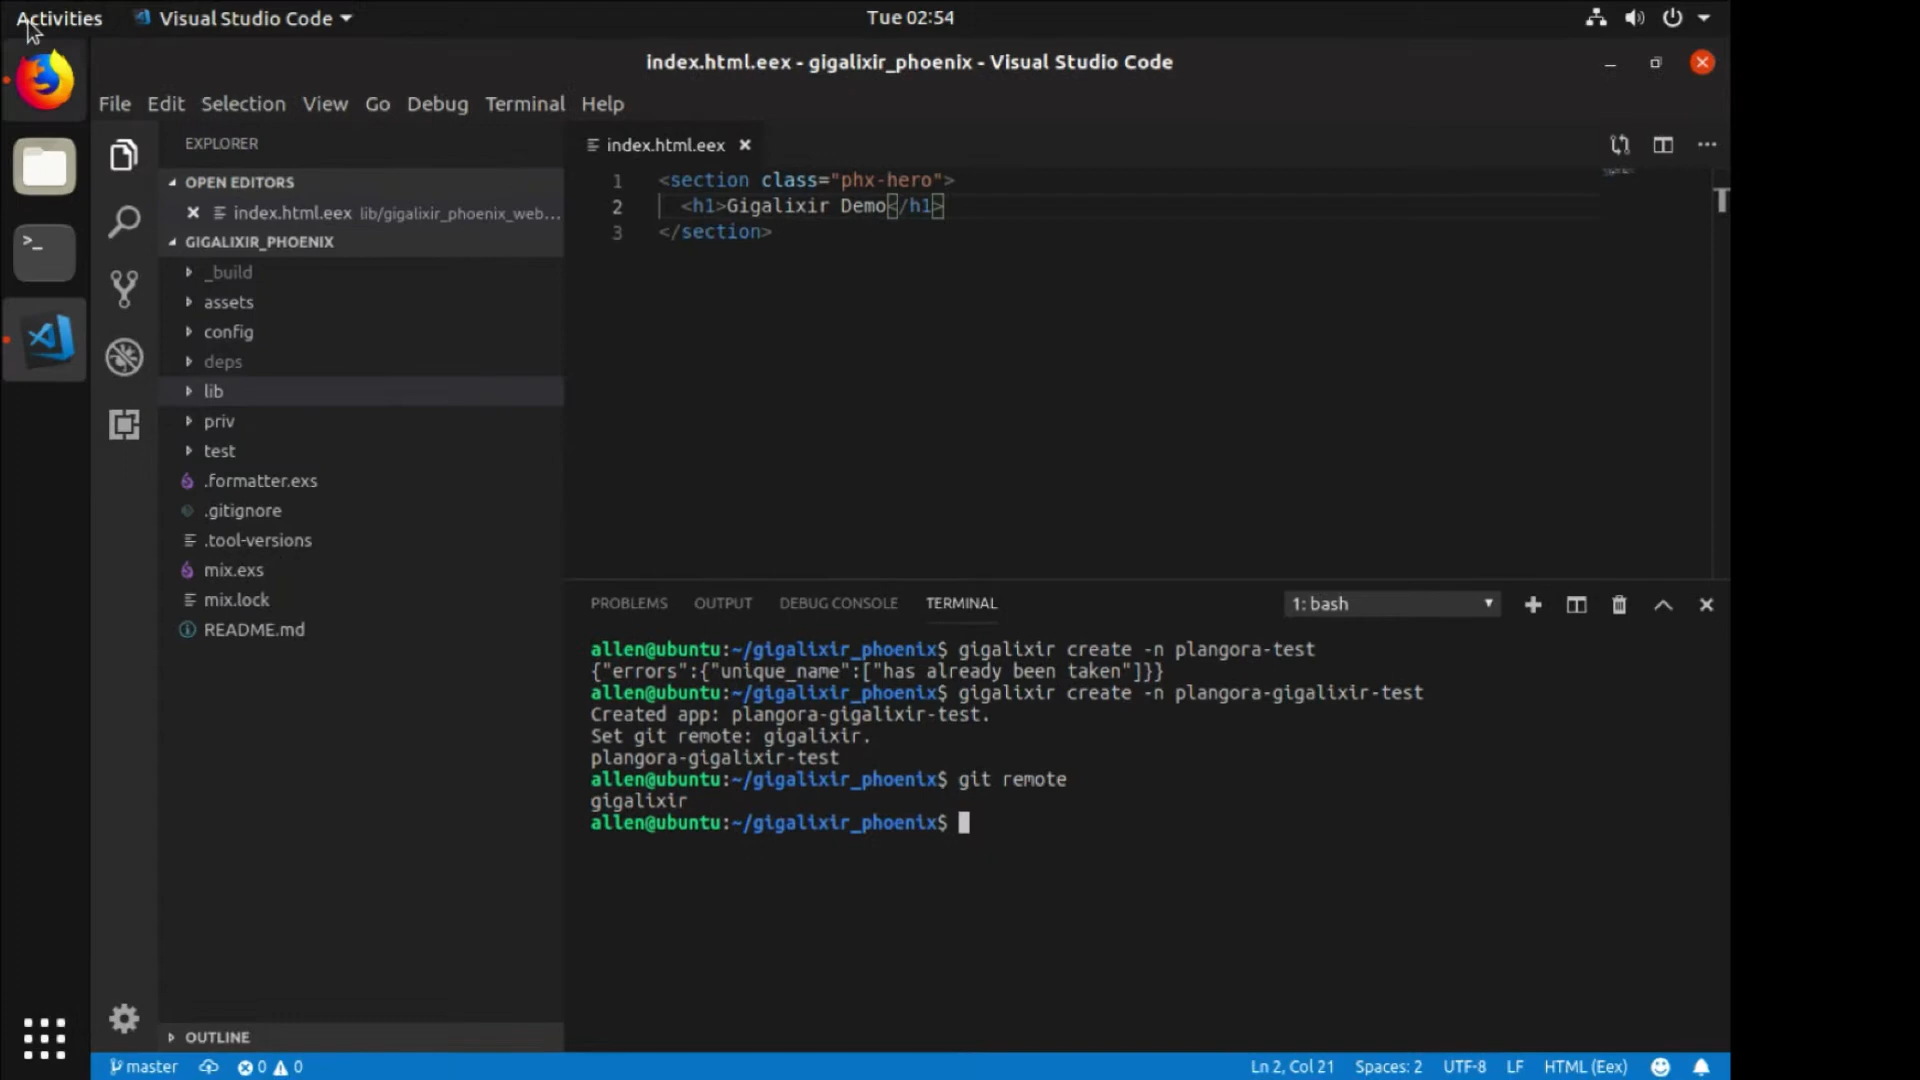 Activities
Visual Studio Code
Tue 02:54
index.html.eex - gigalixir_phoenix - Visual Studio Code
File Edit Selection View Go Debug Terminal Help
EXPLORER
OPEN EDITORS
index.html.eex lib/gigalixir_phoenix_web...
GIGALIXIR_PHOENIX
_build
assets
config
deps
lib
priv
test
.formatter.exs
.gitignore
.tool-versions
mix.exs
mix.lock
README.md
OUTLINE
index.html.eex
1 <section class="phx-hero">
2 <h1>Gigalixir Demo</h1>
3 </section>
PROBLEMS OUTPUT DEBUG CONSOLE TERMINAL
1: bash
allen@ubuntu:~/gigalixir_phoenix$ gigalixir create -n plangora-test
{"errors":{"unique_name":["has already been taken"]}}
allen@ubuntu:~/gigalixir_phoenix$ gigalixir create -n plangora-gigalixir-test
Created app: plangora-gigalixir-test.
Set git remote: gigalixir.
plangora-gigalixir-test
allen@ubuntu:~/gigalixir_phoenix$ git remote
gigalixir
allen@ubuntu:~/gigalixir_phoenix$
master 0 0
Ln 2, Col 21 Spaces: 2 UTF-8 LF HTML (Eex)